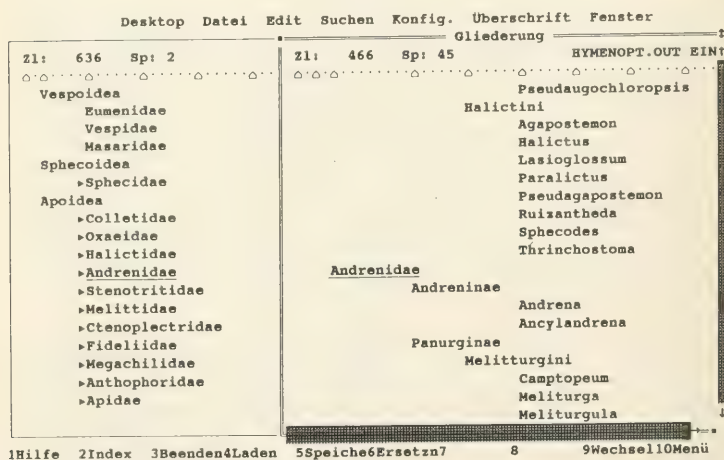 Desktop Datei Edit Suchen Konfig. Überschrift Fenster
Gliederung
Zl: 636 Sp: 2
Vespoidea
Eumenidae
Vespidae
Masaridae
Sphecoidea
▸Sphecidae
Apoidea
▸Colletidae
▸Oxaeidae
▸Halictidae
▸Andrenidae
▸Stenotritidae
▸Melittidae
▸Ctenoplectridae
▸Fideliidae
▸Megachilidae
▸Anthophoridae
▸Apidae
Zl: 466 Sp: 45 HYMENOPT.OUT EIN
Pseudaugochloropsis
Halictini
Agapostemon
Halictus
Lasioglossum
Paralictus
Pseudagapostemon
Ruizantheda
Sphecodes
Thrinchostoma
Andrenidae
Andreninae
Andrena
Ancylandrena
Panurginae
Melitturgini
Camptopeum
Meliturga
Meliturgula
1Hilfe 2Index 3Beenden4Laden 5Speiche6Ersetzn7 8 9Wechsel10Menü